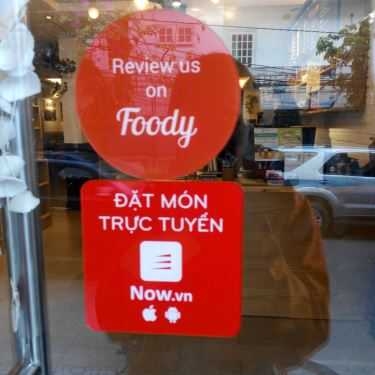 Review us
on
Foody
ĐẶT MÓN
TRỰC TUYẾN
Now.vn